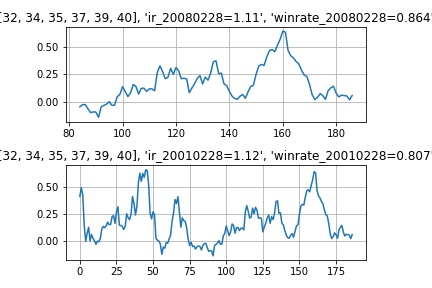 [32, 34, 35, 37, 39, 40], 'ir_20080228=1.11', 'winrate_20080228=0.864'
0.50
0.25
0.00
80 100 120 140 160 180
[32, 34, 35, 37, 39, 40], 'ir_20010228=1.12', 'winrate_20010228=0.807'
0.50
0.25
0.00
0 25 50 75 100 125 150 175